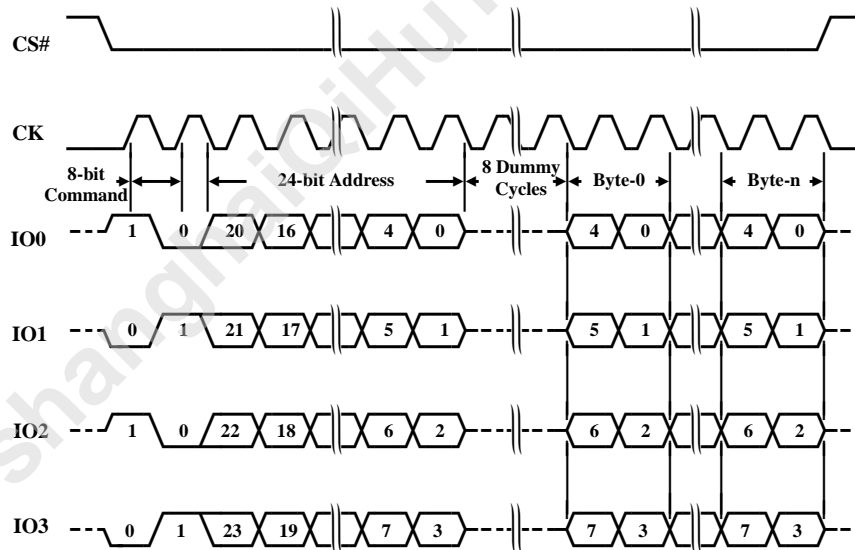 CS#
CK
8-bit Command
24-bit Address
8 Dummy Cycles
Byte-0
Byte-n
IO0 1 0 20 16 4 0 4 0 4 0
IO1 0 1 21 17 5 1 5 1 5 1
IO2 1 0 22 18 6 2 6 2 6 2
IO3 0 1 23 19 7 3 7 3 7 3
shanghaiQiHu